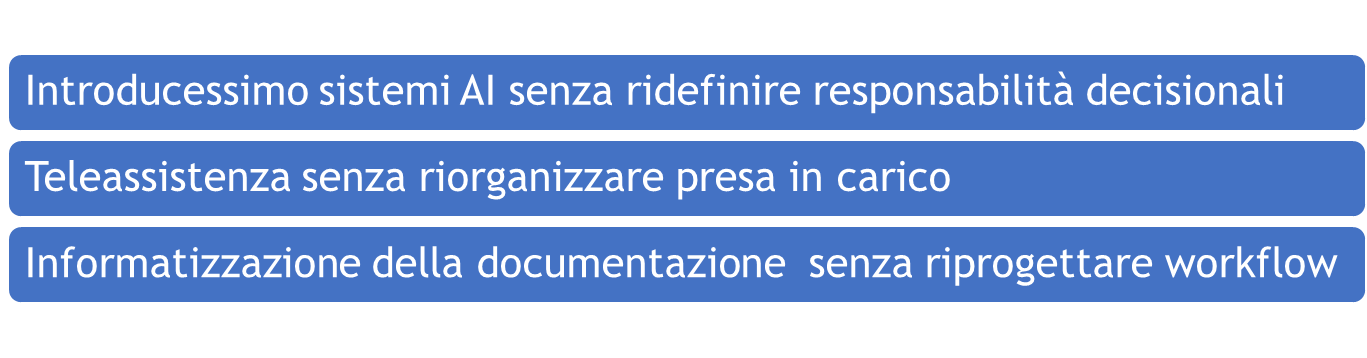 Introducessimo sistemi AI senza ridefinire responsabilità decisionali
Teleassistenza senza riorganizzare presa in carico
Informatizzazione della documentazione  senza riprogettare workflow